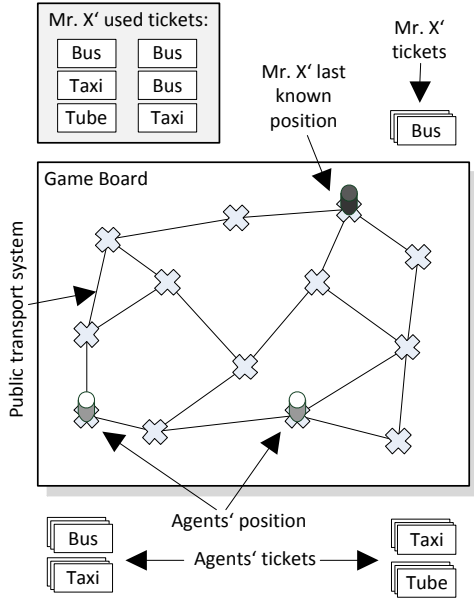 Mr. X‘ used tickets:
Bus
Bus
Taxi
Bus
Tube
Taxi
Mr. X‘
tickets
Bus
Mr. X‘ last
known
position
Game Board
Public transport system
Agents‘ position
Agents‘ tickets
Bus
Taxi
Taxi
Tube